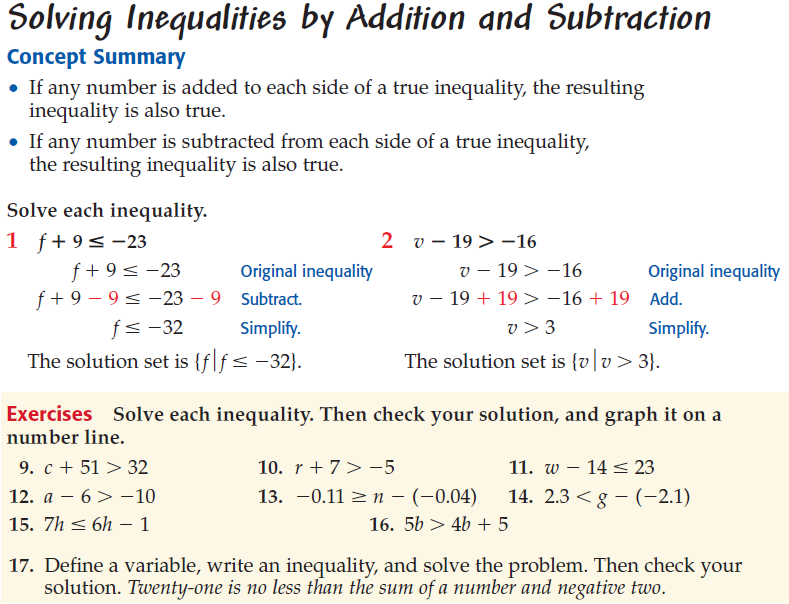 Solving Inequalities by Addition and Subtraction
Concept Summary
• If any number is added to each side of a true inequality, the resulting
inequality is also true.
• If any number is subtracted from each side of a true inequality,
the resulting inequality is also true.
Solve each inequality.
1 f + 9 ≤ −23
f + 9 ≤ −23 Original inequality
f + 9 − 9 ≤ −23 − 9 Subtract.
f ≤ −32 Simplify.
The solution set is {f|f ≤ −32}.
2 v − 19 > −16
v − 19 > −16 Original inequality
v − 19 + 19 > −16 + 19 Add.
v > 3 Simplify.
The solution set is {v|v > 3}.
Exercises Solve each inequality. Then check your solution, and graph it on a
number line.
9. c + 51 > 32 10. r + 7 > −5 11. w − 14 ≤ 23
12. a − 6 > −10 13. −0.11 ≥ n − (−0.04) 14. 2.3 < g − (−2.1)
15. 7h ≤ 6h − 1 16. 5b > 4b + 5
17. Define a variable, write an inequality, and solve the problem. Then check your
solution. Twenty-one is no less than the sum of a number and negative two.